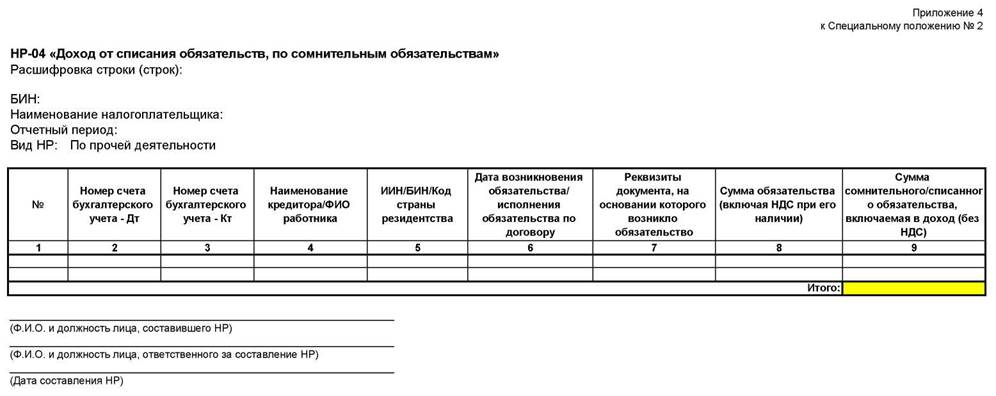 Приложение 4
к Специальному положению № 2
НР-04 «Доход от списания обязательств, по сомнительным обязательствам»
Расшифровка строки (строк):
БИН:
Наименование налогоплательщика:
Отчетный период:
Вид НР: По прочей деятельности
№
Номер счета
бухгалтерского
учета - Дт
Номер счета
бухгалтерского
учета - Кт
Наименование
кредитора/ФИО
работника
ИИН/БИН/Код
страны
резидентства
Дата возникновения
обязательства/
исполнения
обязательства по
договору
Реквизиты
документа, на
основании которого
возникло
обязательство
Сумма обязательства
(включая НДС при его
наличии)
Сумма
сомнительного/списанног
о обязательства,
включаемая в доход (без
НДС)
1 2 3 4 5 6 7 8 9
Итого:
(Ф.И.О. и должность лица, составившего НР)
(Ф.И.О. и должность лица, ответственного за составление НР)
(Дата составления НР)